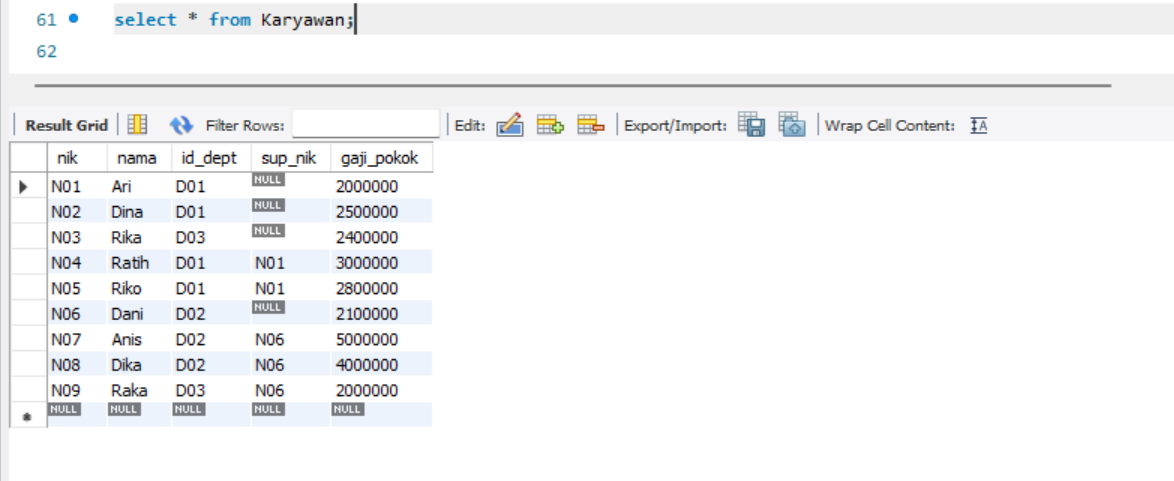 61 select * from Karyawan;
62
Result Grid Filter Rows: Edit: Export/Import: Wrap Cell Content: IA
nik nama id_dept sup_nik gaji_pokok
N01 Ari D01 NULL 2000000
N02 Dina D01 NULL 2500000
N03 Rika D03 NULL 2400000
N04 Ratih D01 N01 3000000
N05 Riko D01 N01 2800000
N06 Dani D02 NULL 2100000
N07 Anis D02 N06 5000000
N08 Dika D02 N06 4000000
N09 Raka D03 N06 2000000
NULL NULL NULL NULL NULL